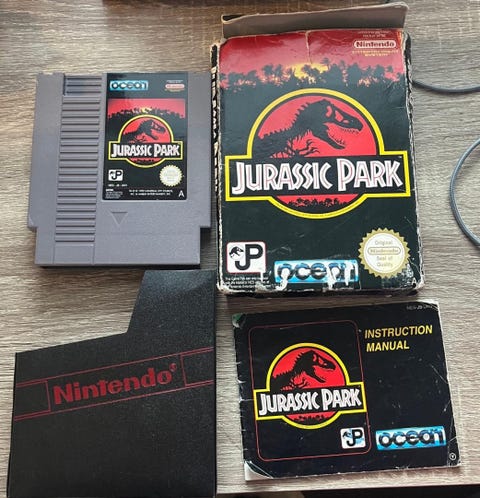 ocean
JURASSIC PARK
JP
A
Nintendo
JURASSIC PARK
JP
ocean
Original
Nintendo
Seal of
Quality
Nintendo
INSTRUCTION
MANUAL
JURASSIC PARK
JP
ocean